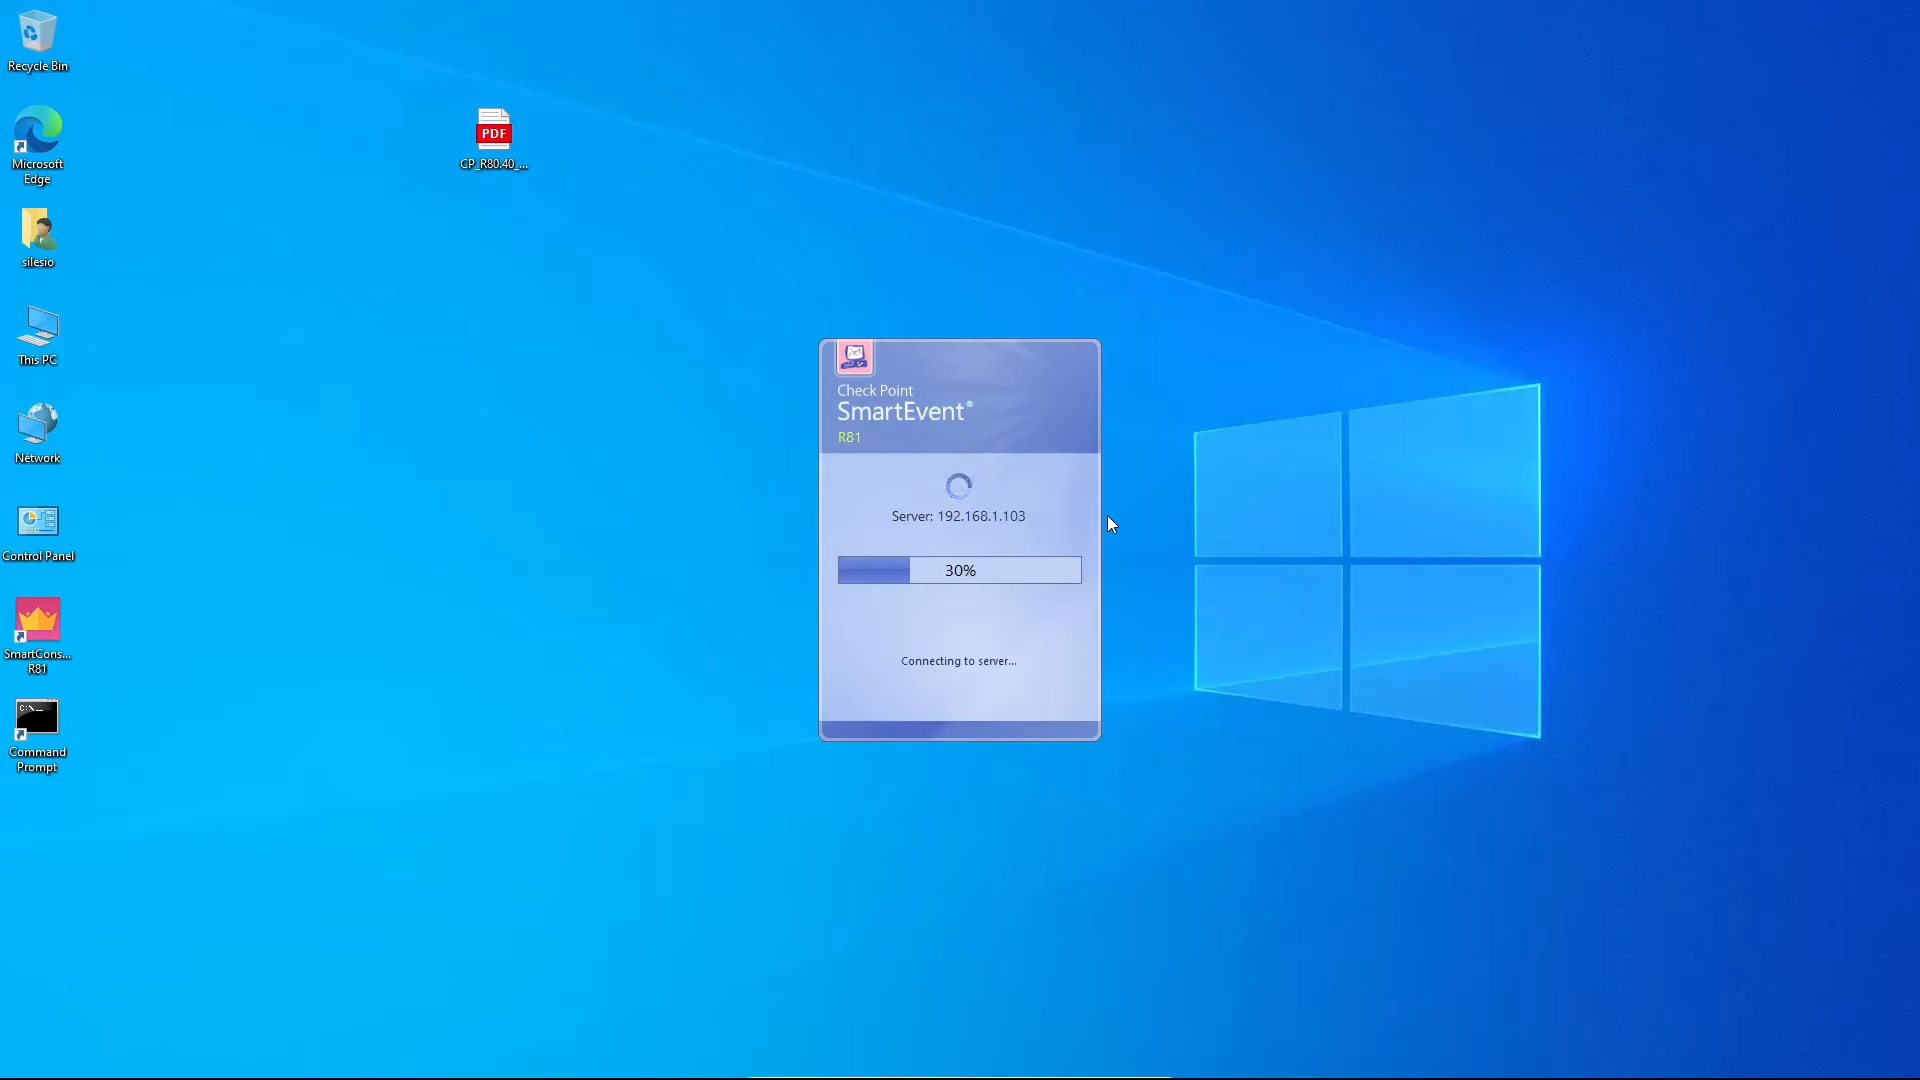 Recycle Bin
Microsoft
Edge
silesio
This PC
Network
Control Panel
SmartCons...
R81
C:\_
Command
Prompt
PDF
CP_R80.40_...
Check Point
SmartEvent®
R81
Server: 192.168.1.103
30%
Connecting to server...